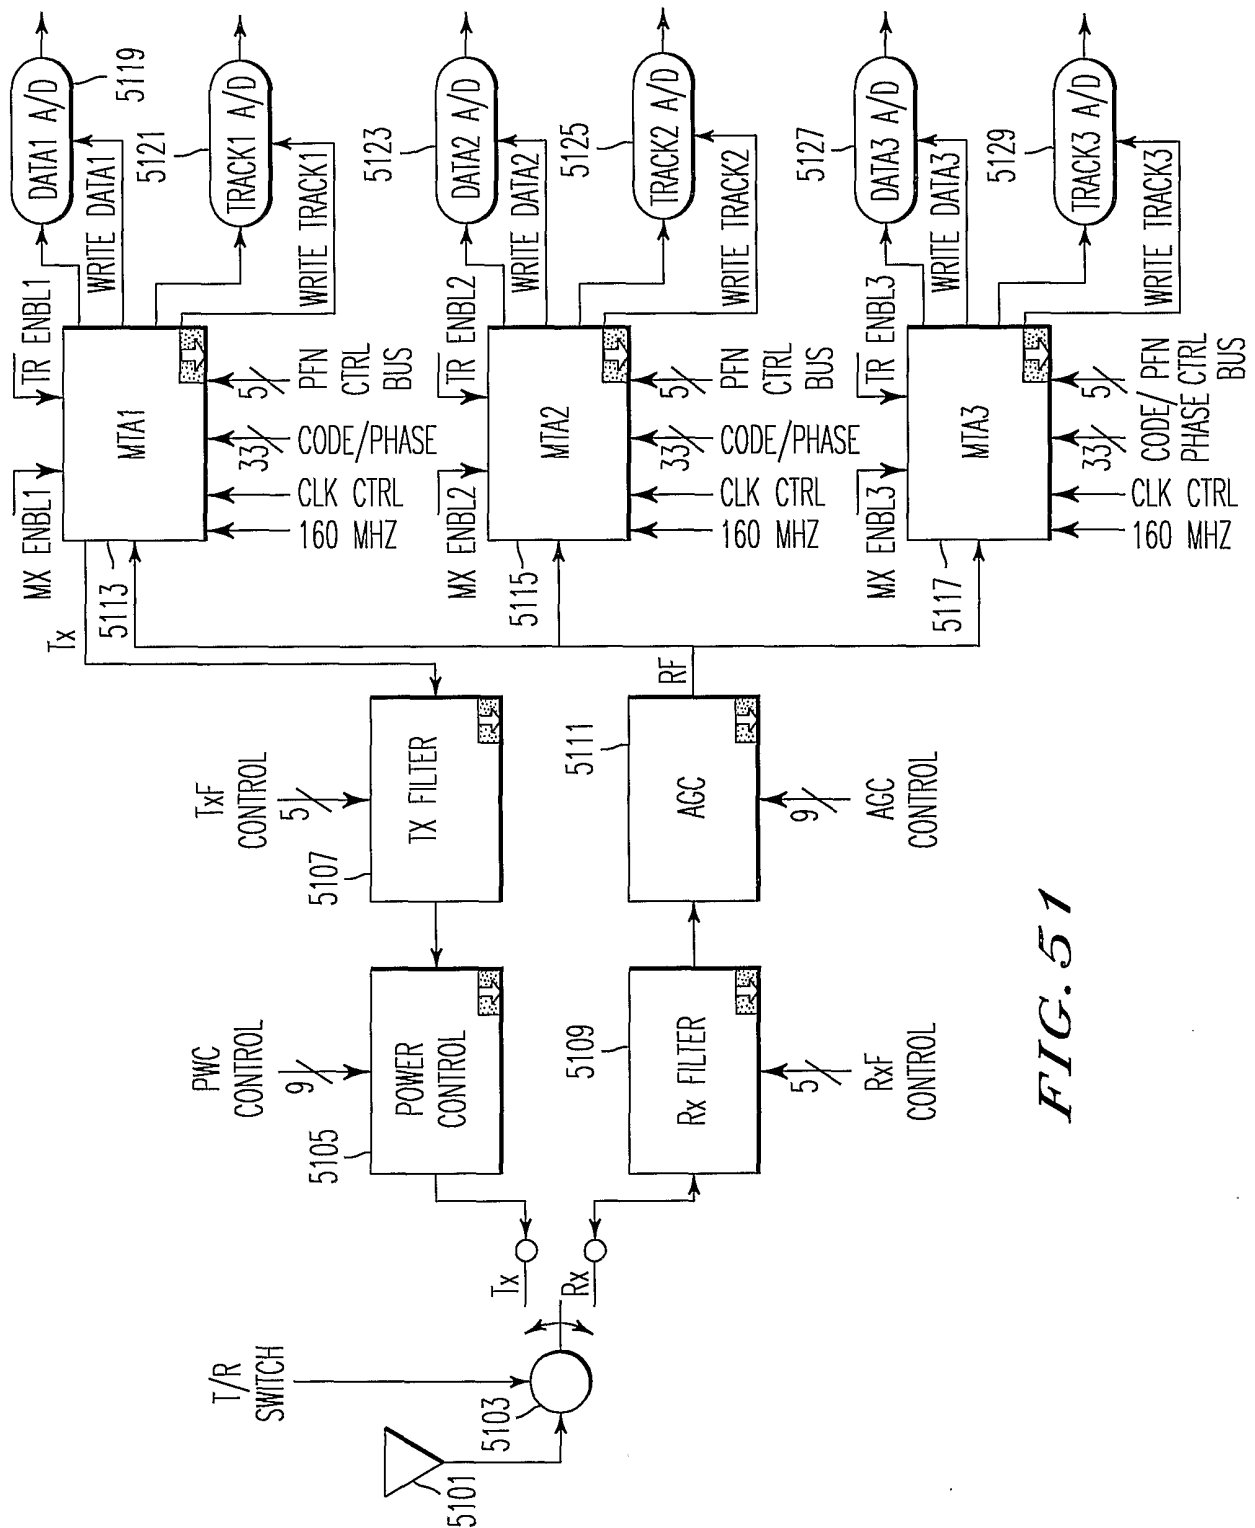 T/R
SWITCH
5101
5103
Tx
Rx
PWC
CONTROL
9
5105
POWER
CONTROL
5109
Rx FILTER
5
RxF
CONTROL
TxF
CONTROL
5
5107
TX FILTER
5111
AGC
9
AGC
CONTROL
Tx
RF
MX ENBL1
TR ENBL1
5113
MTA1
160 MHZ
CLK CTRL
33
CODE/PHASE
5
PFN
CTRL
BUS
WRITE DATA1
WRITE TRACK1
DATA1 A/D
5119
5121
TRACK1 A/D
MX ENBL2
TR ENBL2
5115
MTA2
160 MHZ
CLK CTRL
33
CODE/PHASE
5
PFN
CTRL
BUS
WRITE DATA2
WRITE TRACK2
5123
DATA2 A/D
5125
TRACK2 A/D
MX ENBL3
TR ENBL3
5117
MTA3
160 MHZ
CLK CTRL
33
CODE/
PHASE
5
PFN
CTRL
BUS
WRITE DATA3
WRITE TRACK3
5127
DATA3 A/D
5129
TRACK3 A/D
FIG.51